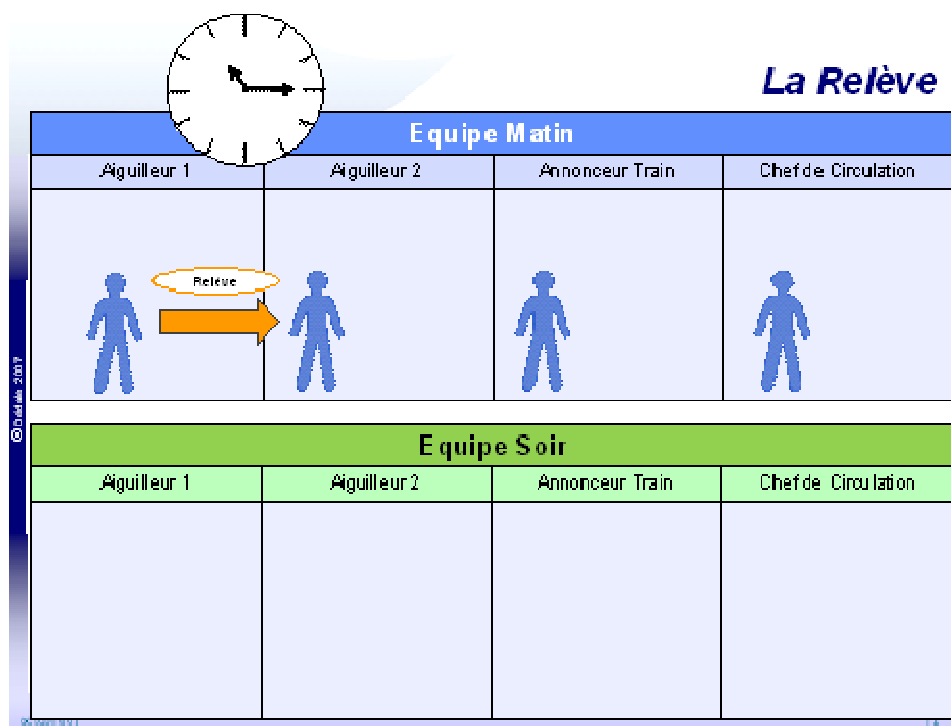 La Relève
Equipe Matin
Aiguilleur 1
Aiguilleur 2
Annonceur Train
Chef de Circulation
Relève
Equipe Soir
Aiguilleur 1
Aiguilleur 2
Annonceur Train
Chef de Circulation
2007